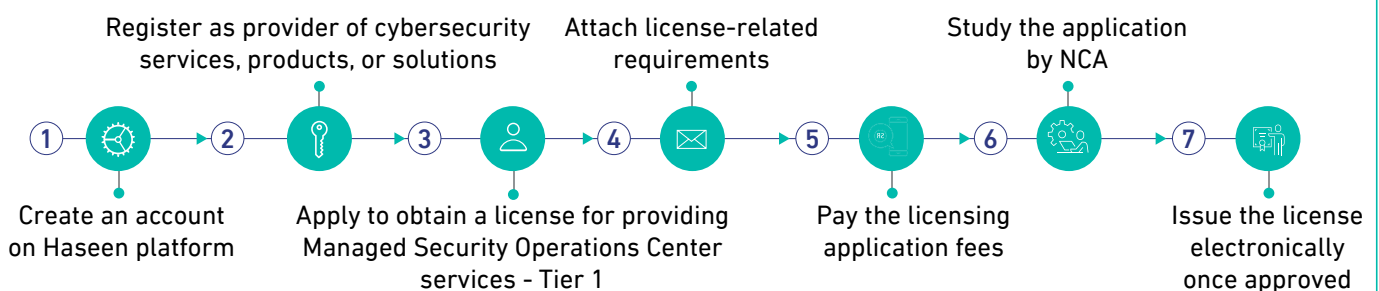 Register as provider of cybersecurity
services, products, or solutions
Attach license-related
requirements
Study the application
by NCA
1
2
3
4
5
6
7
Create an account
on Haseen platform
Apply to obtain a license for providing
Managed Security Operations Center
services - Tier 1
Pay the licensing
application fees
Issue the license
electronically
once approved